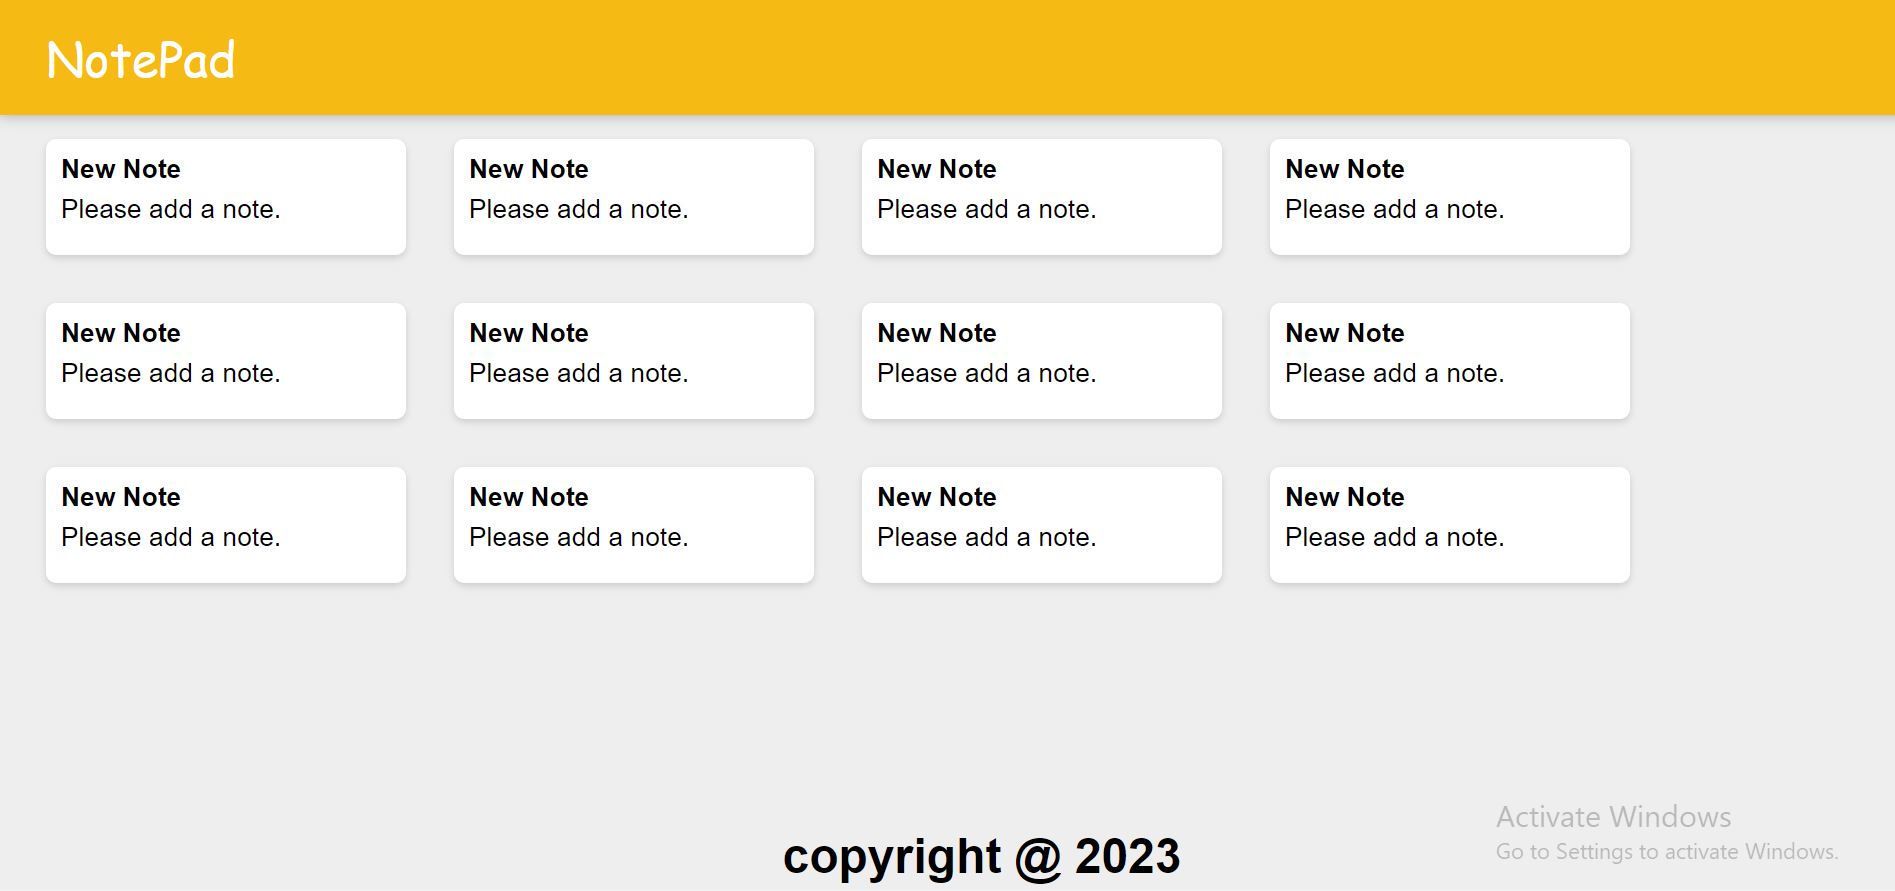 NotePad
New Note New Note New Note New Note
Please add a note. Please add a note. Please add a note. Please add a note.
New Note New Note New Note New Note
Please add a note. Please add a note. Please add a note. Please add a note.
New Note New Note New Note New Note
Please add a note. Please add a note. Please add a note. Please add a note.
Activate Windows
Go to Settings to activate Windows.
copyright @ 2023